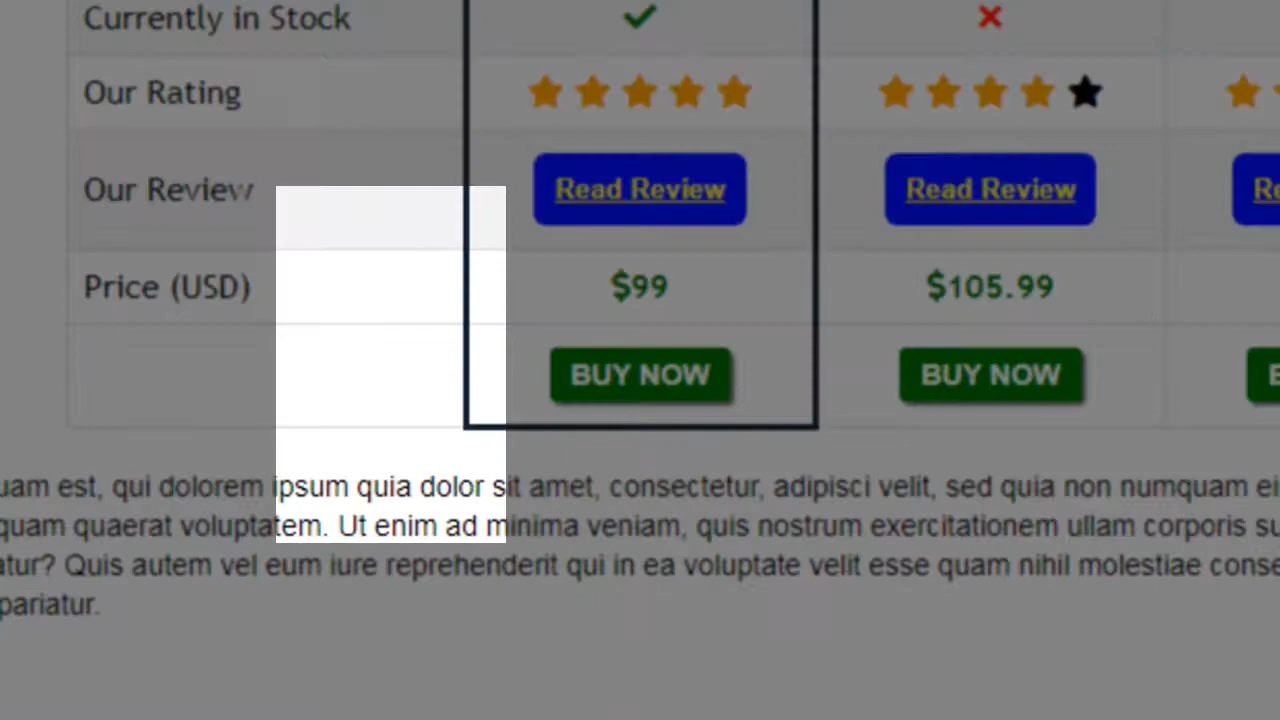 Currently in Stock
Our Rating
Our Review Read Review Read Review
Price (USD) $99 $105.99
BUY NOW BUY NOW
est, qui dolorem ipsum quia dolor sit amet, consectetur, adipisci velit, sed quia non numquam
quam quaerat voluptatem. Ut enim ad minima veniam, quis nostrum exercitationem ullam corporis
Quis autem vel eum iure reprehenderit qui in ea voluptate velit esse quam nihil molestiae
pariatur.